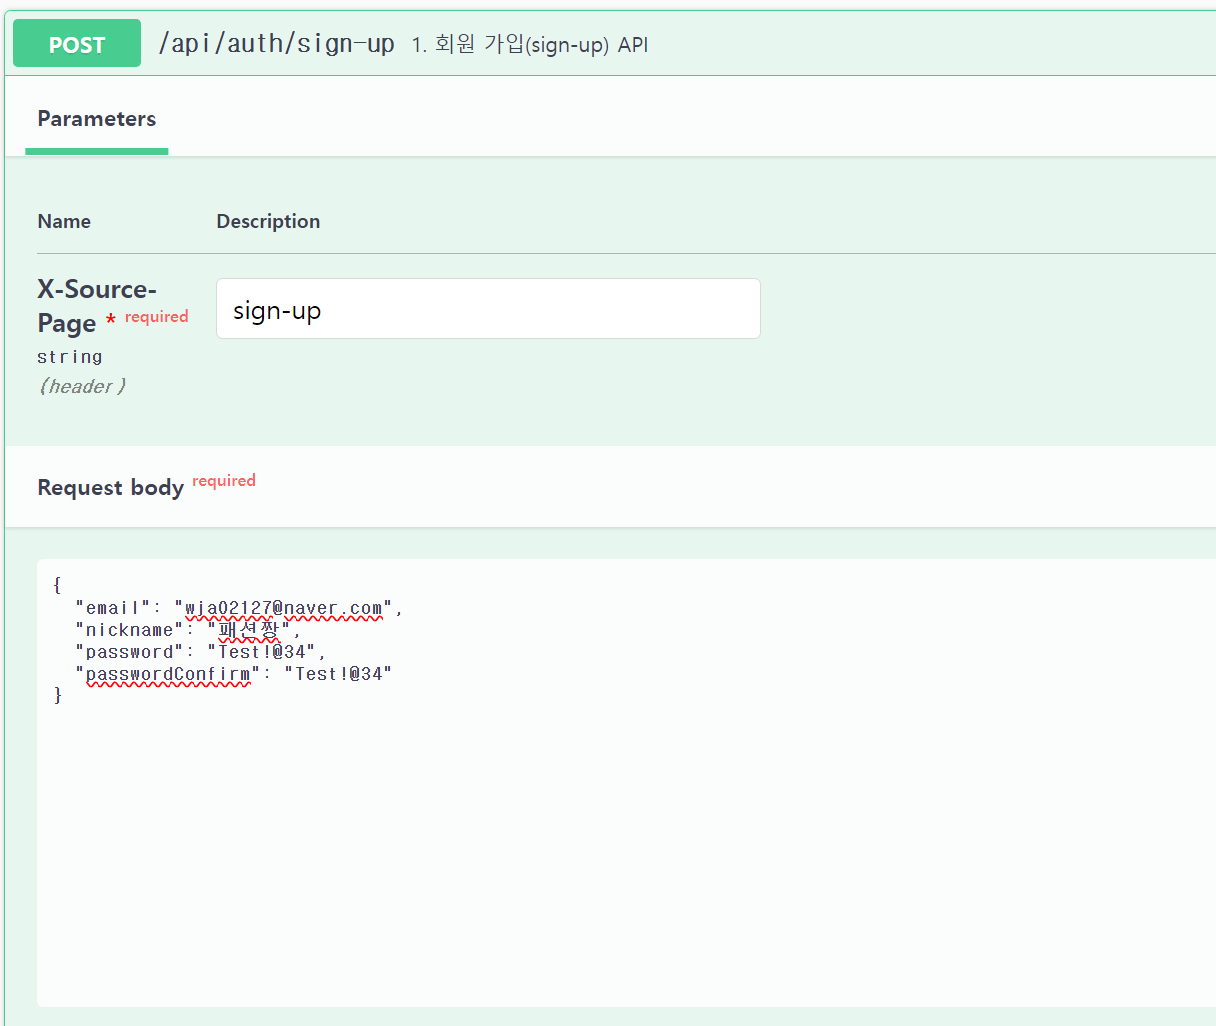 POST /api/auth/sign-up 1. 회원 가입(sign-up) API
Parameters
Name Description
X-Source-
Page * required
string
(header)
sign-up
Request body required
{
"email": "wja02127@naver.com",
"nickname": "패션짱",
"password": "Test!@34",
"passwordConfirm": "Test!@34"
}